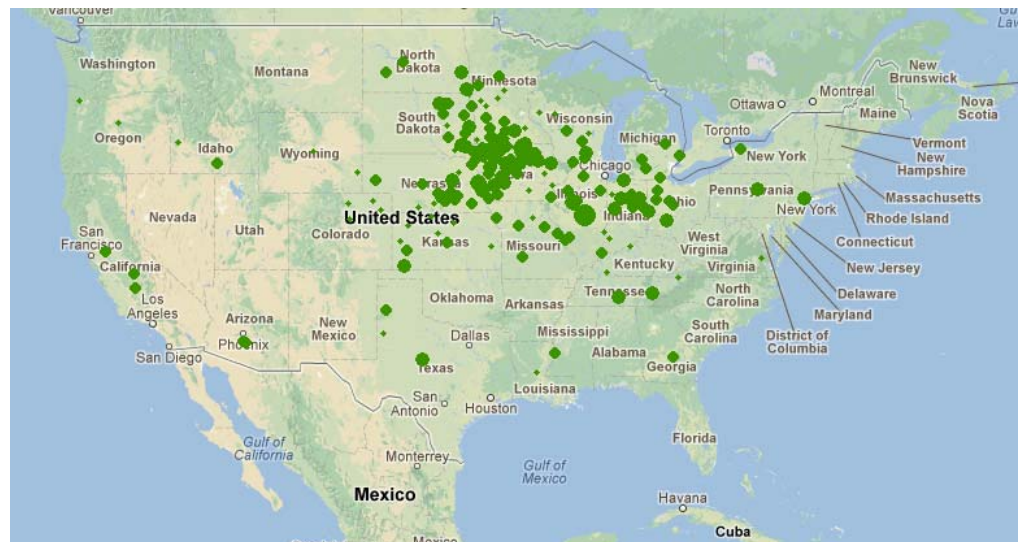 Vancouver
Washington
Montana
North
Dakota
Minnesota
Ottawa
Montreal
New
Brunswick
Gu
Law
Maine
Nova
Scotia
Oregon
Idaho
Wyoming
South
Dakota
Wisconsin
Michigan
Toronto
New York
Vermont
New
Hampshire
Massachusetts
Rhode Island
Connecticut
New Jersey
Delaware
Maryland
District of
Columbia
Chicago
Nebraska
Iowa
Illinois
Indiana
Ohio
Pennsylvania
New York
Nevada
Utah
Colorado
United States
Kansas
Missouri
West
Virginia
Virginia
Kentucky
San
Francisco
California
Los
Angeles
San Diego
Arizona
Phoenix
New
Mexico
Oklahoma
Arkansas
Tennessee
North
Carolina
South
Carolina
Mississippi
Alabama
Georgia
Dallas
Texas
Louisiana
San
Antonio
Houston
Florida
Gulf of
California
Monterrey
Gulf of
Mexico
Mexico
Havana
Cuba
Mexico